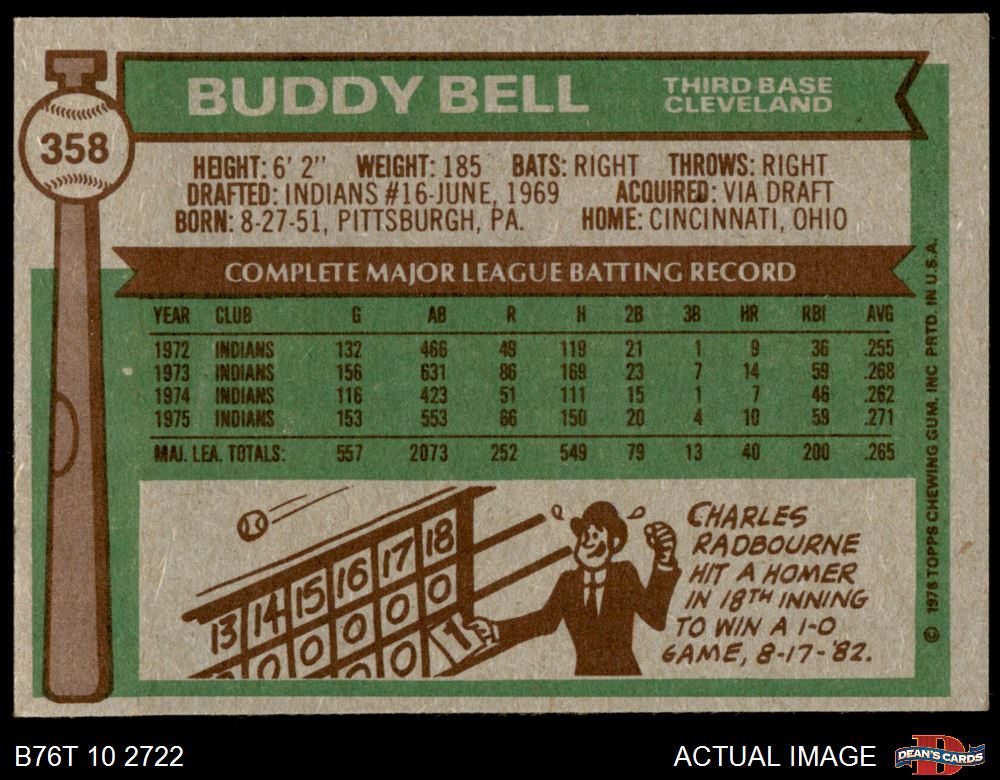 358
BUDDY BELL
THIRD BASE
CLEVELAND
HEIGHT: 6' 2" WEIGHT: 185 BATS: RIGHT THROWS: RIGHT
DRAFTED: INDIANS #16-JUNE, 1969 ACQUIRED: VIA DRAFT
BORN: 8-27-51, PITTSBURGH, PA. HOME: CINCINNATI, OHIO
COMPLETE MAJOR LEAGUE BATTING RECORD
YEAR CLUB G AB R H 2B 3B HR RBI AVG
1972 INDIANS 132 466 49 119 21 1 9 36 .255
1973 INDIANS 156 631 86 169 23 7 14 59 .268
1974 INDIANS 116 423 51 111 15 1 7 46 .262
1975 INDIANS 153 553 66 150 20 4 10 59 .271
MAJ. LEA. TOTALS: 557 2073 252 549 79 13 40 200 .265
13 14 15 16 17 18
0 0 0 0 0
0 0 1
CHARLES
RADBOURNE
HIT A HOMER
IN 18TH INNING
TO WIN A 1-0
GAME, 8-17-'82.
© 1976 TOPPS CHEWING GUM, INC PRTD. IN U.S.A.
B76T 10 2722
ACTUAL IMAGE
DEAN'S CARDS